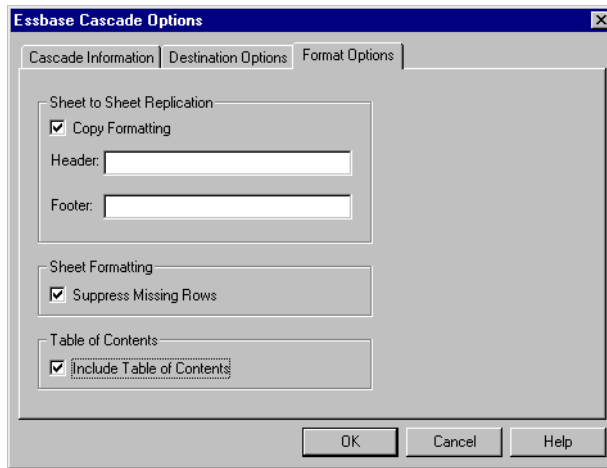 Essbase Cascade Options
Cascade Information Destination Options Format Options
Sheet to Sheet Replication
Copy Formatting
Header:
Footer:
Sheet Formatting
Suppress Missing Rows
Table of Contents
Include Table of Contents
OK Cancel Help